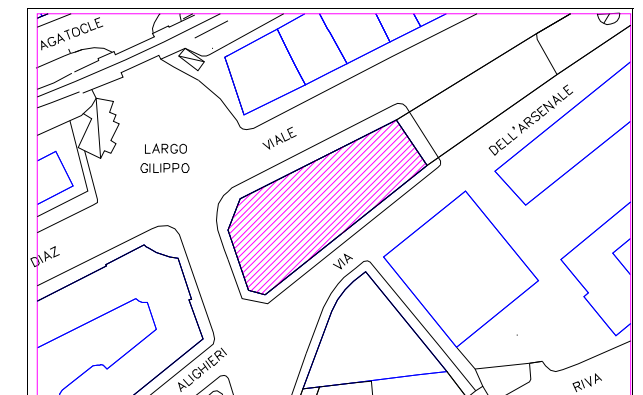 AGATOCLE
LARGO
GILIPPO
VIALE
DELL'ARSENALE
DIAZ
VIA
ALIGHIERI
RIVA